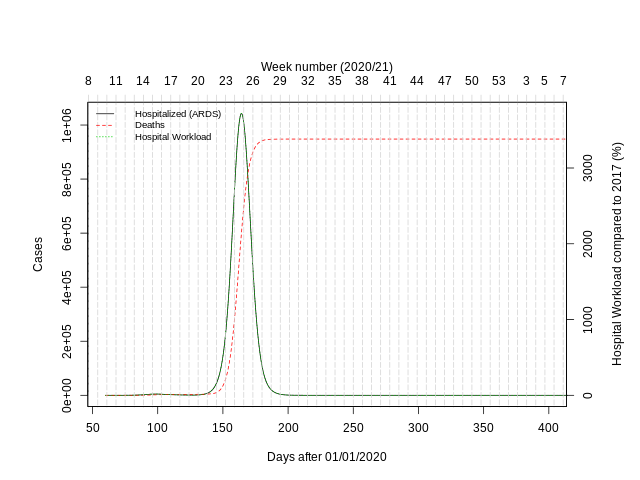 Week number (2020/21)
8 11 14 17 20 23 26 29 32 35 38 41 44 47 50 53 3 5 7
Hospitalized (ARDS)
Deaths
Hospital Workload
Cases
0e+00 2e+05 4e+05 6e+05 8e+05 1e+06
Hospital Workload compared to 2017 (%)
0 1000 2000 3000
50 100 150 200 250 300 350 400
Days after 01/01/2020